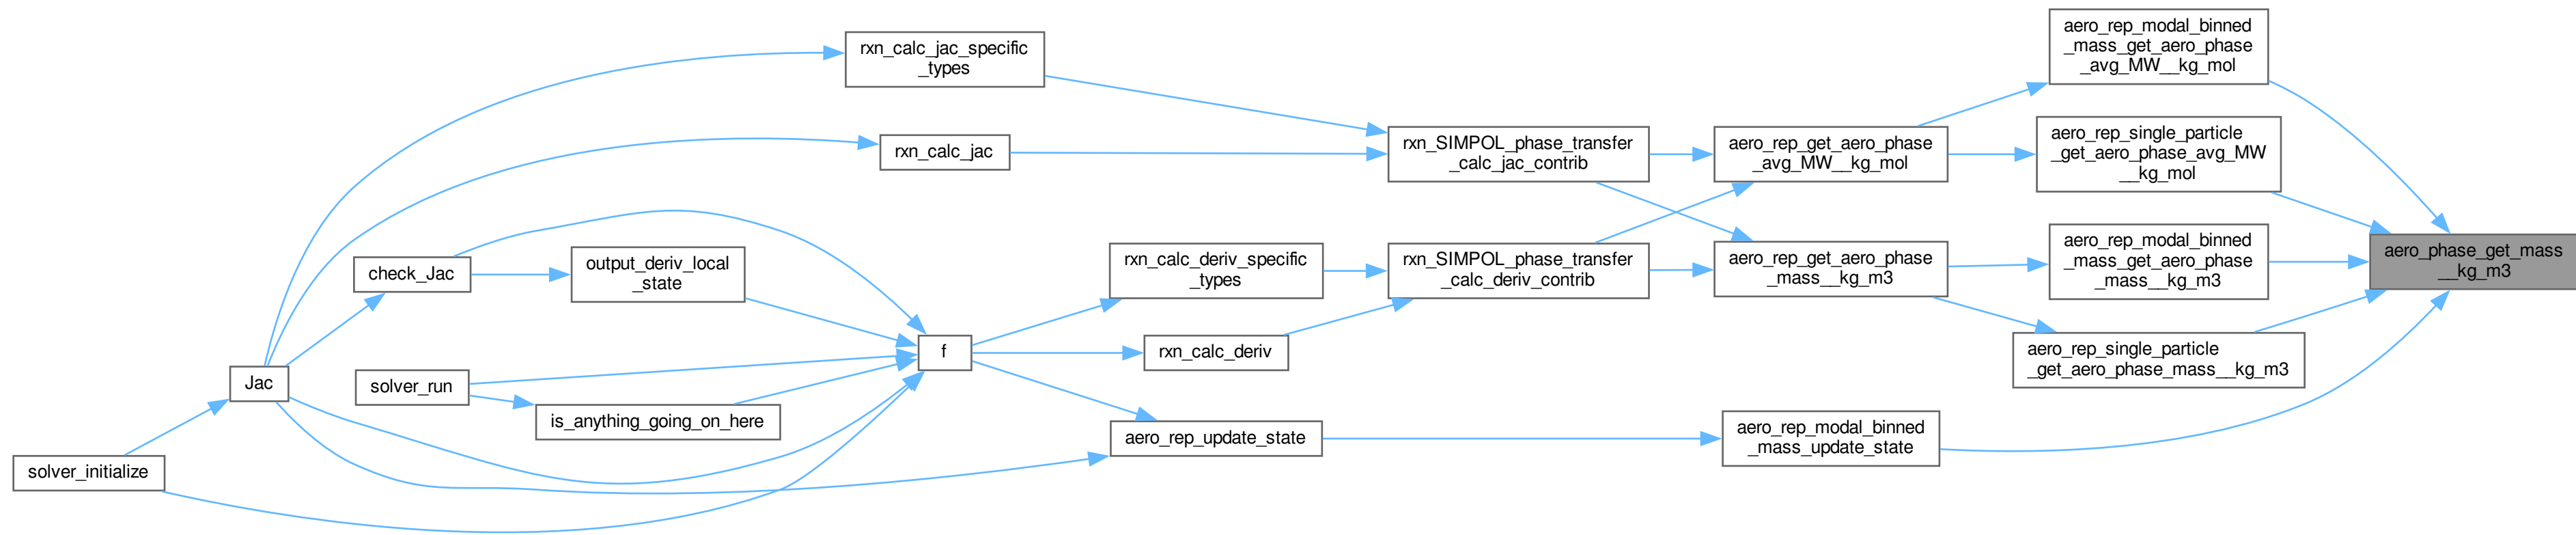 rxn_calc_jac_specific
_types
rxn_calc_jac
check_Jac
output_deriv_local
_state
Jac
solver_run
is_anything_going_on_here
solver_initialize
f
rxn_calc_deriv_specific
_types
rxn_calc_deriv
aero_rep_update_state
rxn_SIMPOL_phase_transfer
_calc_jac_contrib
rxn_SIMPOL_phase_transfer
_calc_deriv_contrib
aero_rep_get_aero_phase
_avg_MW__kg_mol
aero_rep_get_aero_phase
_mass__kg_m3
aero_rep_modal_binned
_mass_update_state
aero_rep_modal_binned
_mass_get_aero_phase
_avg_MW__kg_mol
aero_rep_single_particle
_get_aero_phase_avg_MW
__kg_mol
aero_rep_modal_binned
_mass_get_aero_phase
_mass__kg_m3
aero_rep_single_particle
_get_aero_phase_mass__kg_m3
aero_phase_get_mass
__kg_m3